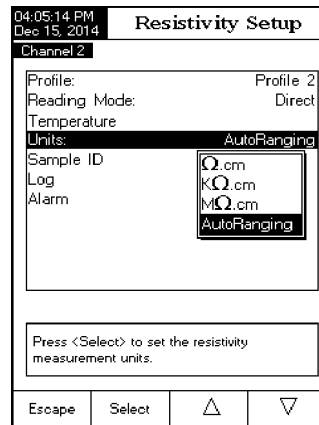 04:05:14 PM
Dec 15, 2014
Resistivity Setup
Channel 2
Profile: Profile 2
Reading Mode: Direct
Temperature
Units: AutoRanging
Sample ID
Log
Alarm
Ω.cm
KΩ.cm
MΩ.cm
AutoRanging
Press <Select> to set the resistivity
measurement units.
Escape Select △ ▽